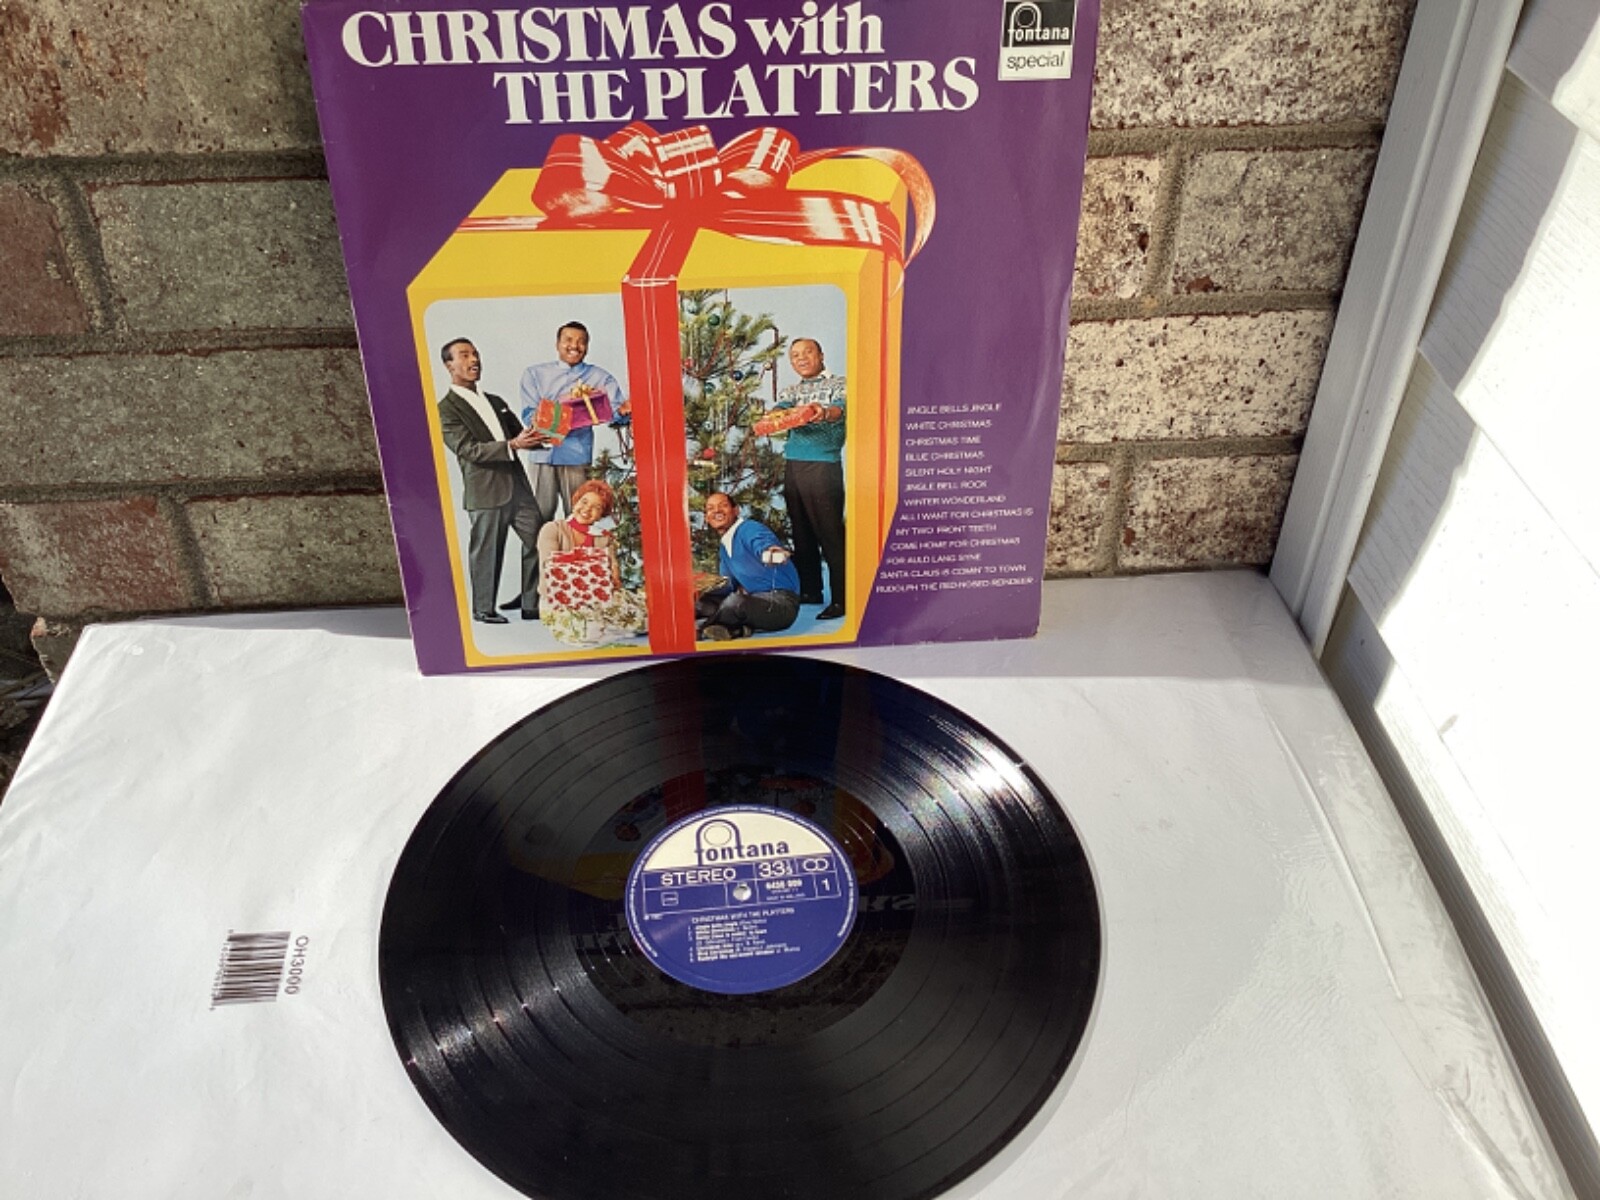 CHRISTMAS with
THE PLATTERS
fontana
special
JINGLE BELLS JINGLE
WHITE CHRISTMAS
CHRISTMAS TIME
BLUE CHRISTMAS
SILENT HOLY NIGHT
JINGLE BELL ROCK
WINTER WONDERLAND
ALL I WANT FOR CHRISTMAS IS
MY TWO FRONT TEETH
COME HOME FOR CHRISTMAS
FOR AULD LANG SYNE
SANTA CLAUS IS COMIN' TO TOWN
RUDOLPH THE RED-NOSED REINDEER
fontana
STEREO 33⅓
1
CHRISTMAS WITH THE PLATTERS
OH3000